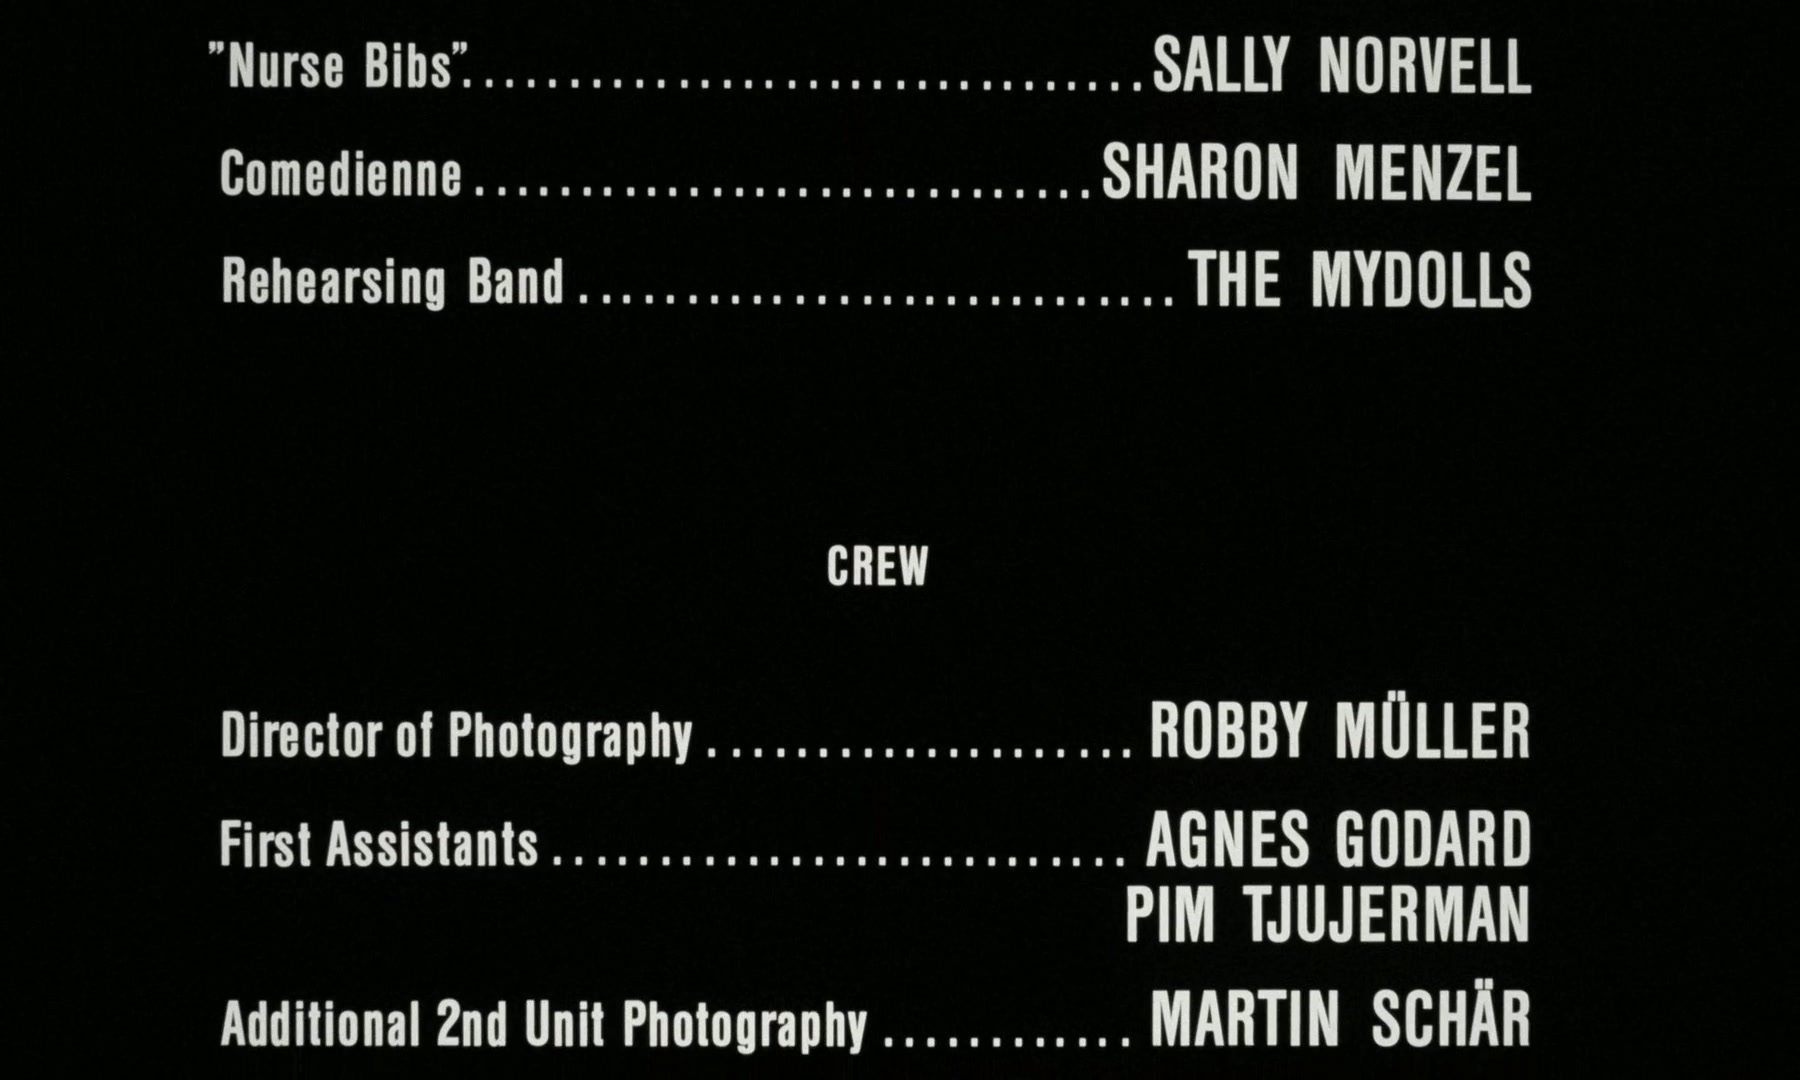 ”Nurse Bibs”................................SALLY NORVELL
Comedienne.............................SHARON MENZEL
Rehearsing Band............................THE MYDOLLS
CREW
Director of Photography....................ROBBY MÜLLER
First Assistants...........................AGNES GODARD
PIM TJUJERMAN
Additional 2nd Unit Photography............MARTIN SCHÄR